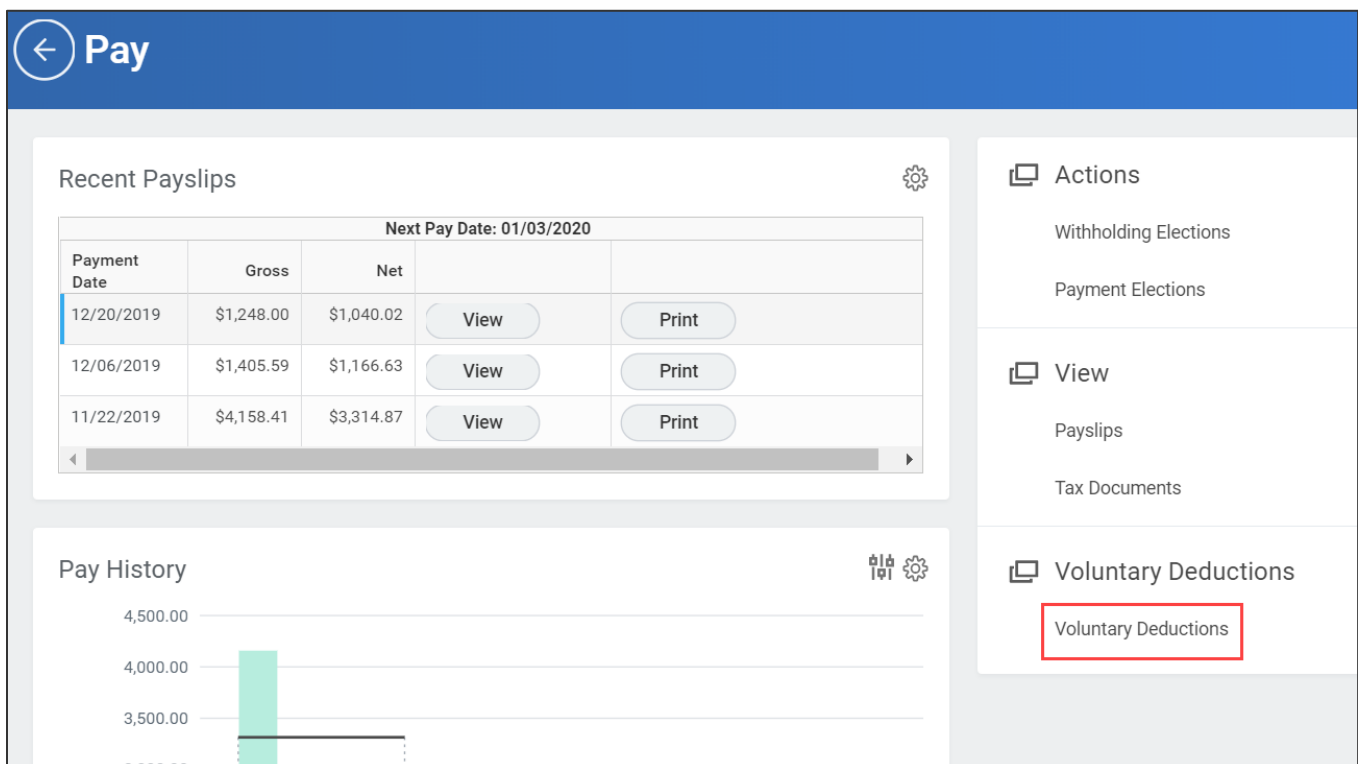 Pay
Recent Payslips
Next Pay Date: 01/03/2020
Payment Date Gross Net
12/20/2019 $1,248.00 $1,040.02 View Print
12/06/2019 $1,405.59 $1,166.63 View Print
11/22/2019 $4,158.41 $3,314.87 View Print
Pay History
4,500.00
4,000.00
3,500.00
Actions
Withholding Elections
Payment Elections
View
Payslips
Tax Documents
Voluntary Deductions
Voluntary Deductions